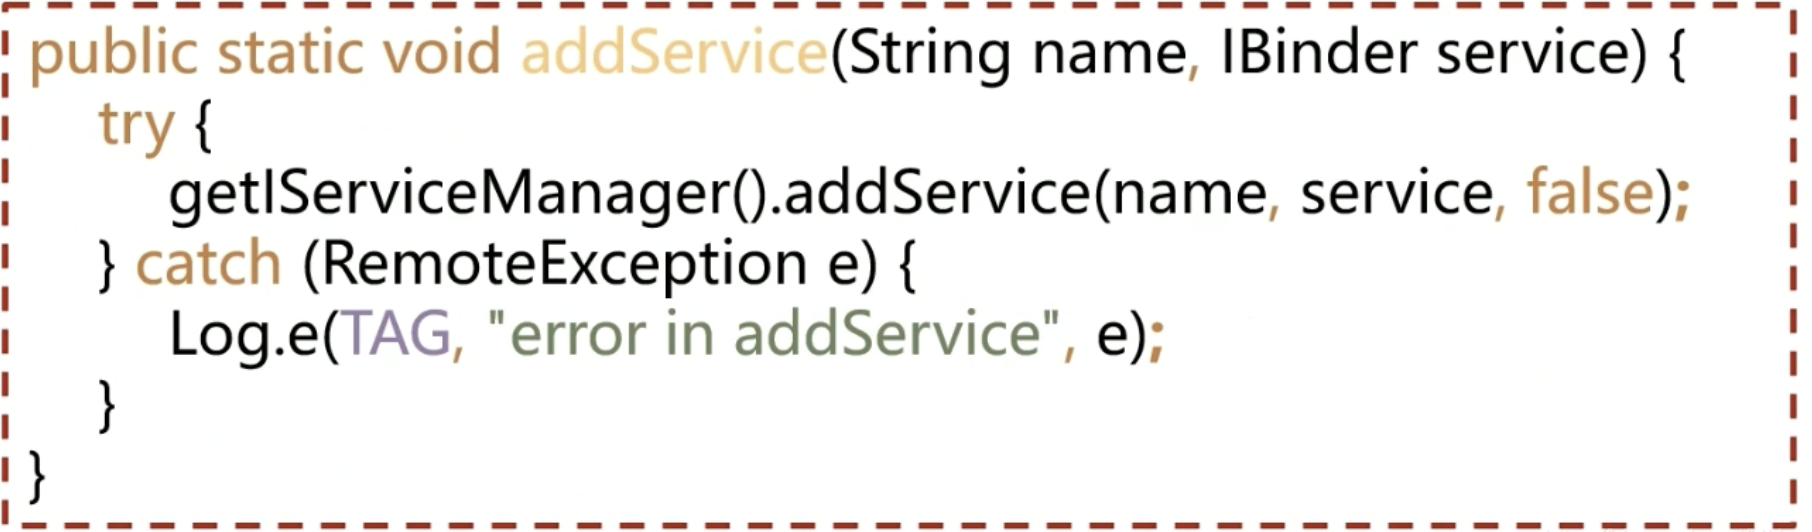 public static void addService(String name, IBinder service) {
try {
getIServiceManager().addService(name, service, false);
} catch (RemoteException e) {
Log.e(TAG, "error in addService", e);
}
}